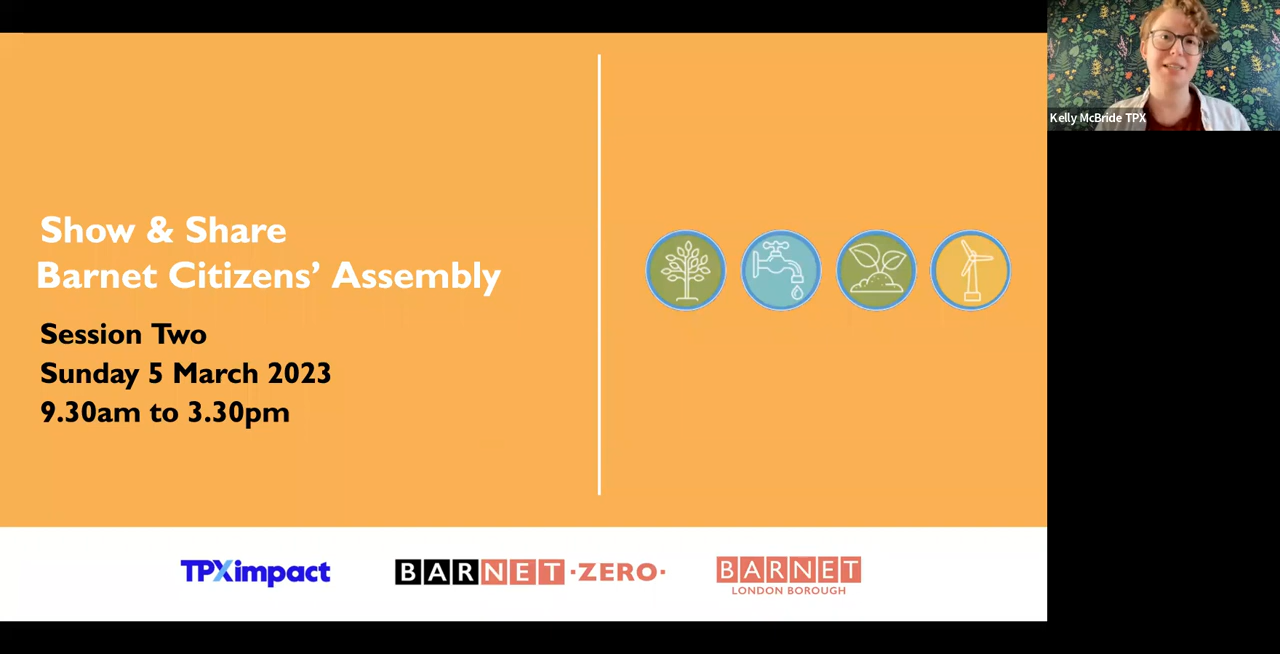 Kelly McBride TPX
Show & Share
Barnet Citizens’ Assembly
Session Two
Sunday 5 March 2023
9.30am to 3.30pm
TPXimpact
BARNET·ZERO·
BARNET
LONDON BOROUGH